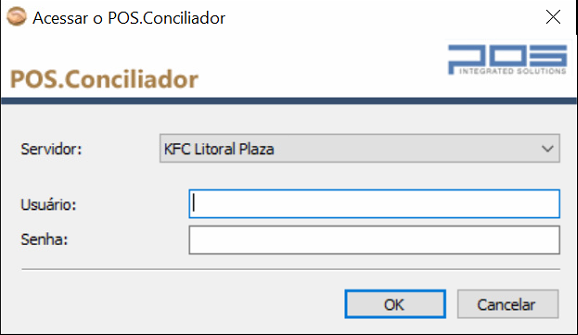 Acessar o POS.Conciliador
POS
INTEGRATED SOLUTIONS
POS.Conciliador
Servidor: KFC Litoral Plaza
Usuário:
Senha:
OK Cancelar